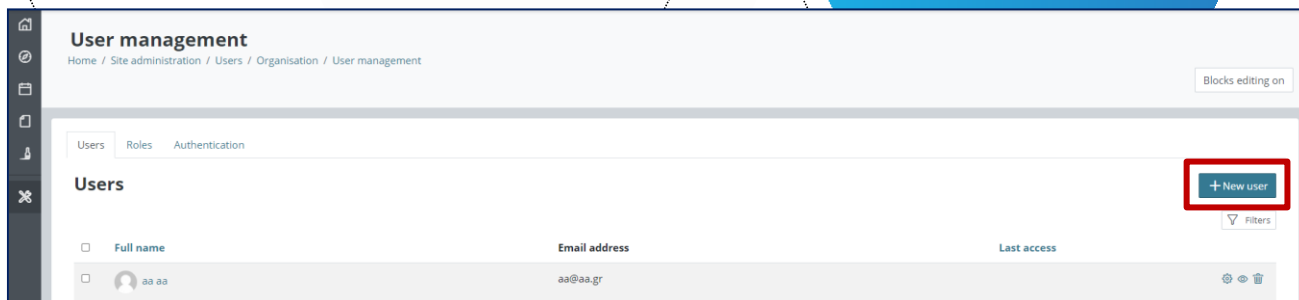 User management
Home / Site administration / Users / Organisation / User management
Blocks editing on
Users Roles Authentication
Users
+ New user
Filters
Full name Email address Last access
aa aa aa@aa.gr